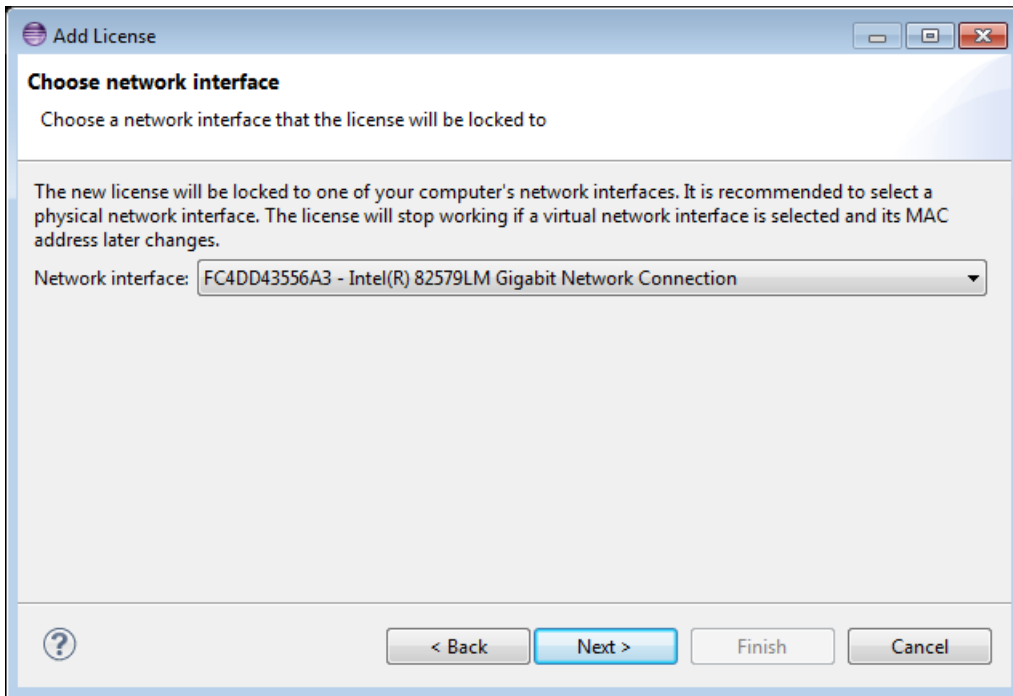 Add License
Choose network interface
Choose a network interface that the license will be locked to
The new license will be locked to one of your computer's network interfaces. It is recommended to select a
physical network interface. The license will stop working if a virtual network interface is selected and its MAC
address later changes.
Network interface: FC4DD43556A3 - Intel(R) 82579LM Gigabit Network Connection
? < Back Next > Finish Cancel